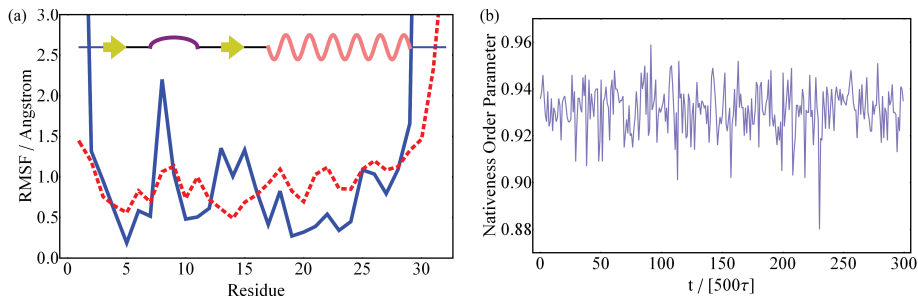 (a)
3.0
2.5
2.0
1.5
1.0
0.5
0.0
RMSF / Angstrom
5 10 15 20 25 30
Residue
(b)
0.96
0.94
0.92
0.90
0.88
Nativeness Order Parameter
0 50 100 150 200 250 300
t / [500τ]